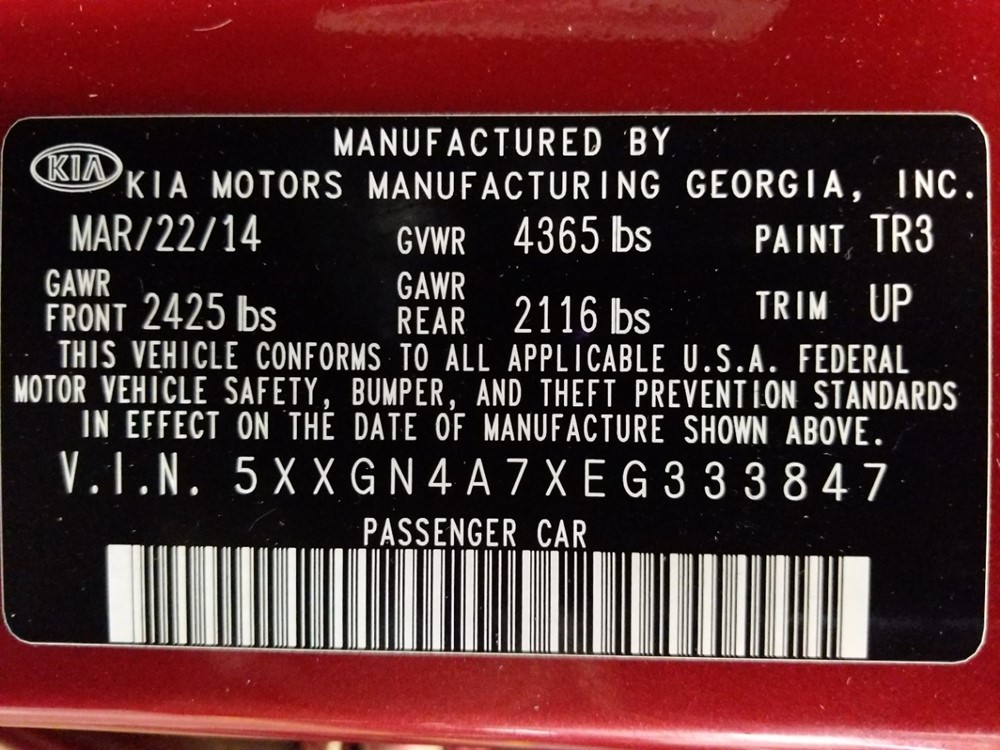 MANUFACTURED BY
KIA
KIA MOTORS MANUFACTURING GEORGIA, INC.
MAR/22/14 GVWR 4365 lbs PAINT TR3
GAWR FRONT 2425 lbs GAWR REAR 2116 lbs TRIM UP
THIS VEHICLE CONFORMS TO ALL APPLICABLE U.S.A. FEDERAL
MOTOR VEHICLE SAFETY, BUMPER, AND THEFT PREVENTION STANDARDS
IN EFFECT ON THE DATE OF MANUFACTURE SHOWN ABOVE.
V.I.N. 5XXGN4A7XEG333847
PASSENGER CAR